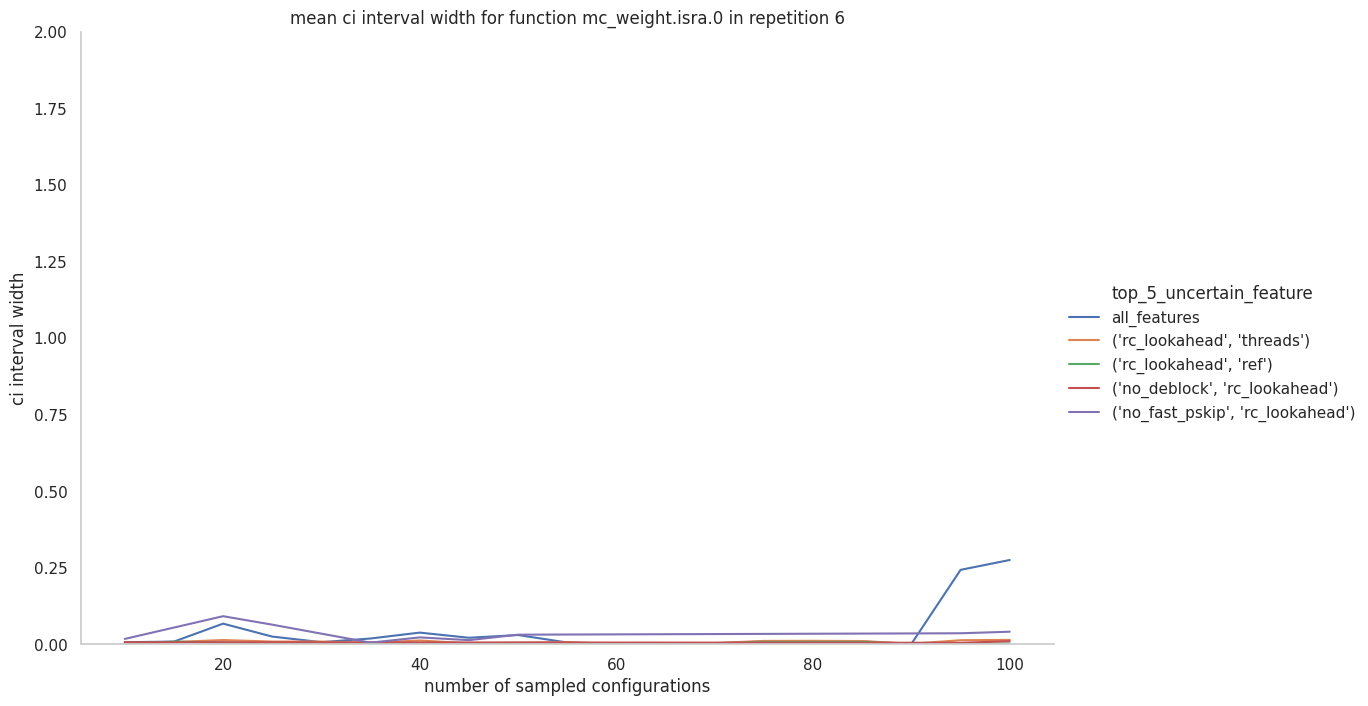 mean ci interval width for function mc_weight.isra.0 in repetition 6
2.00
1.75
1.50
1.25
1.00
0.75
0.50
0.25
0.00
ci interval width
20
40
60
80
100
number of sampled configurations
top_5_uncertain_feature
all_features
('rc_lookahead', 'threads')
('rc_lookahead', 'ref')
('no_deblock', 'rc_lookahead')
('no_fast_pskip', 'rc_lookahead')